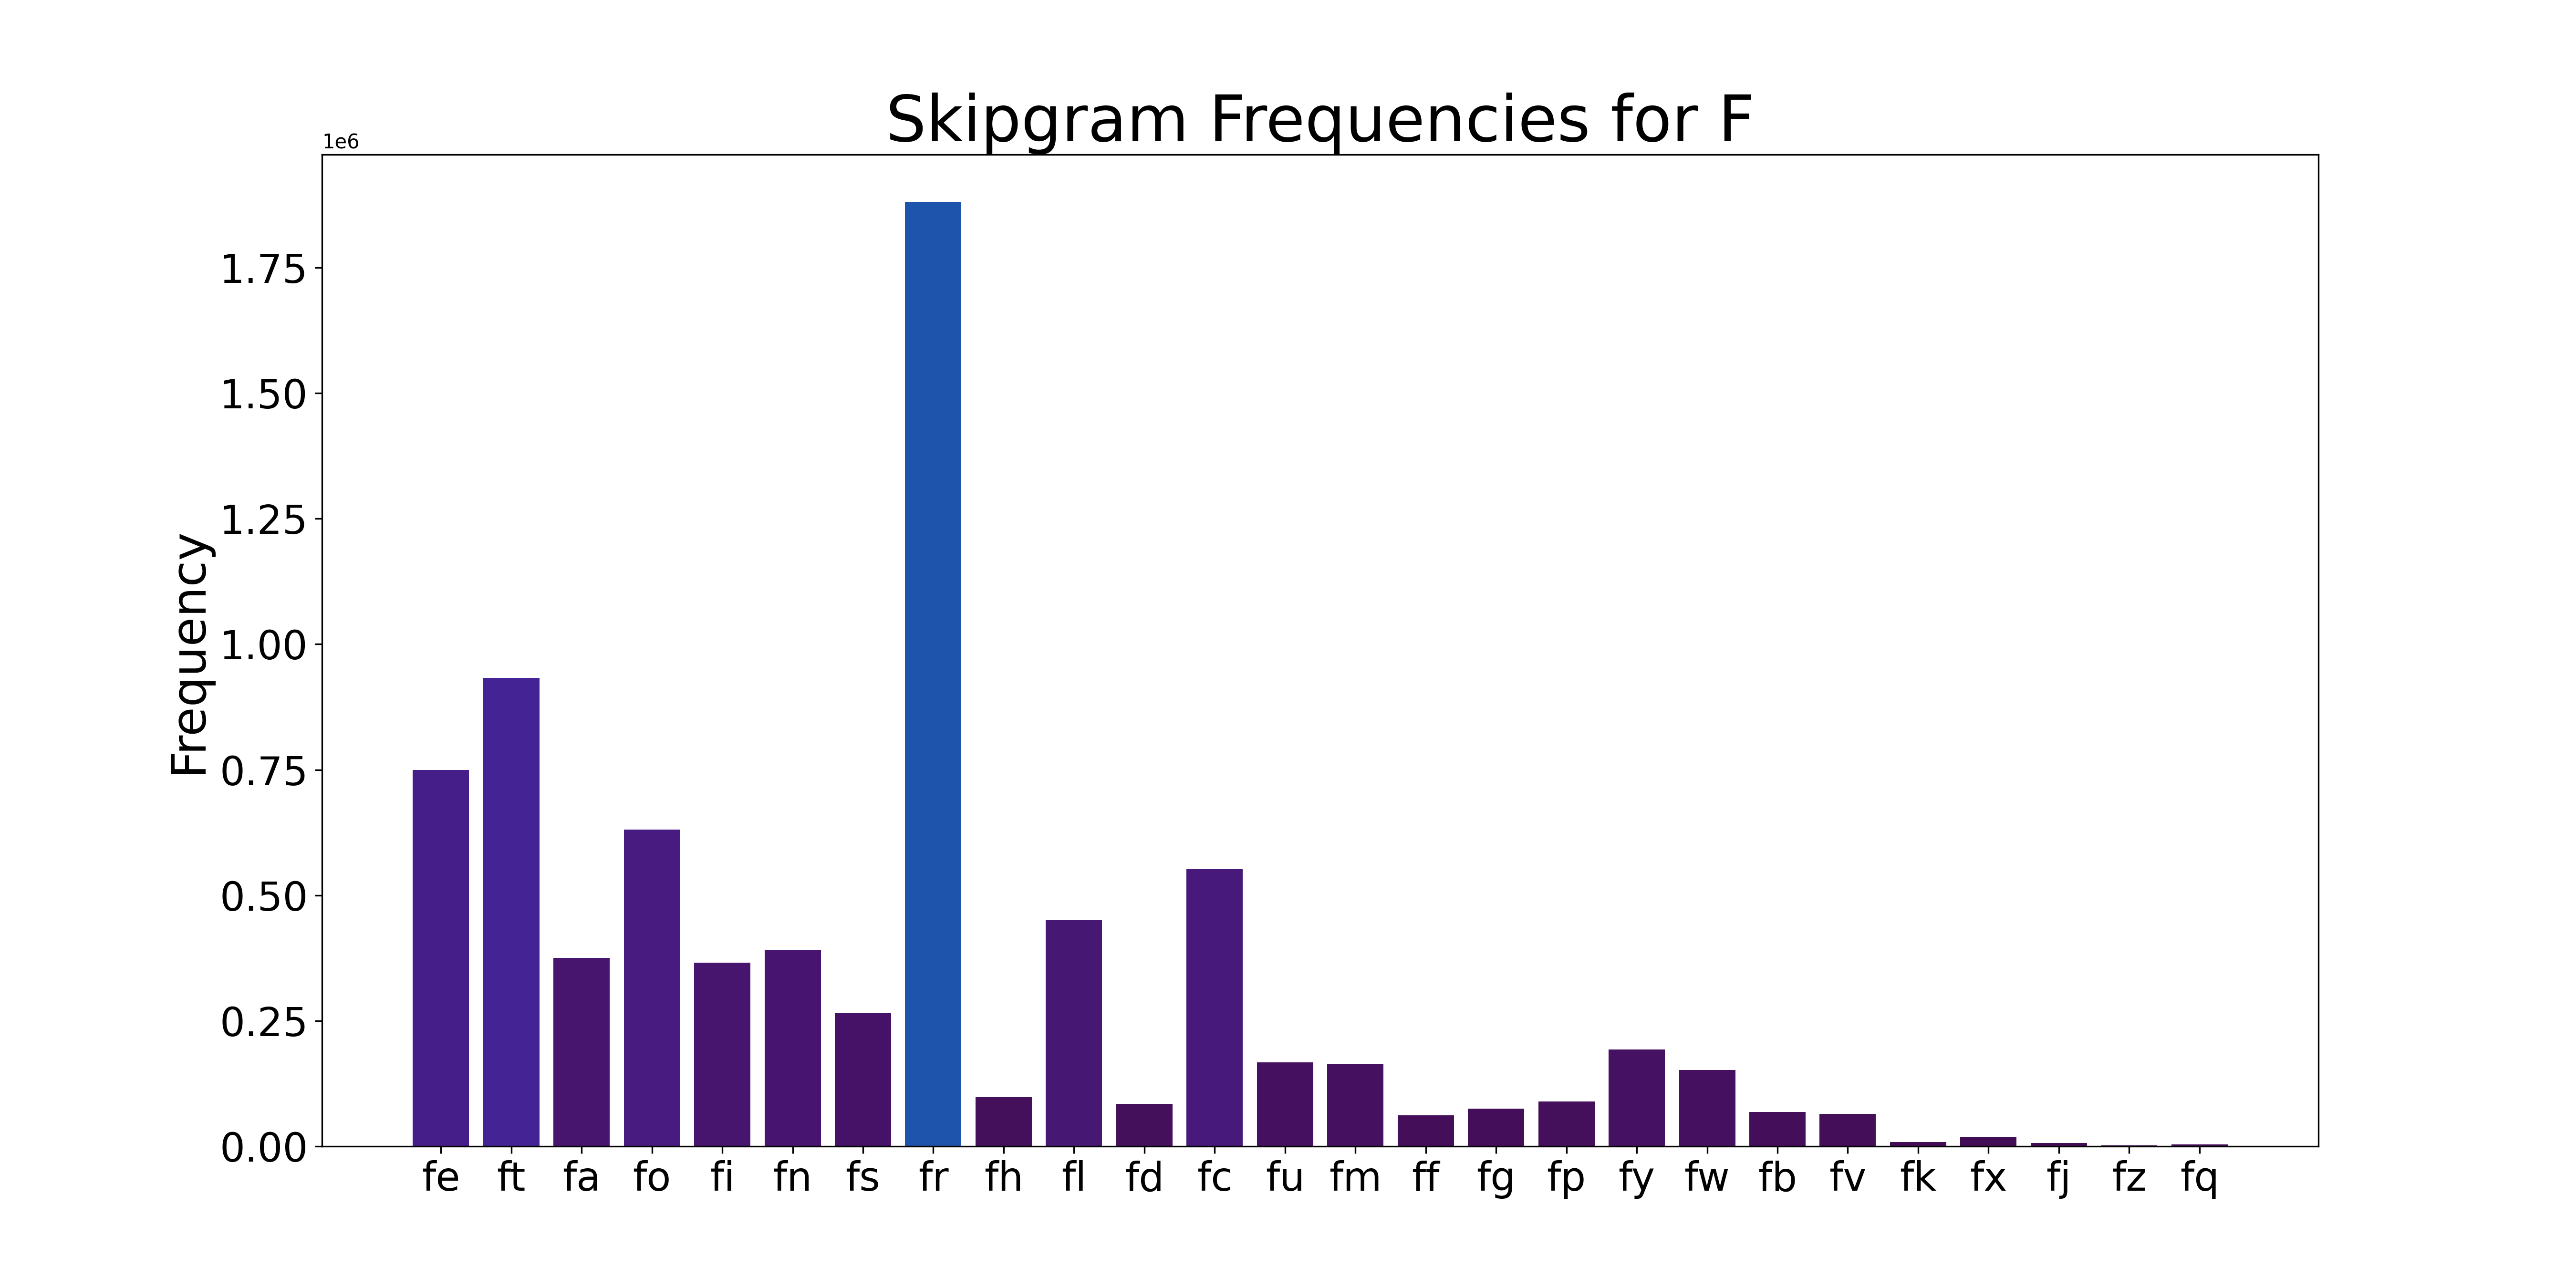 Skipgram Frequencies for F
1e6
1.75
1.50
1.25
1.00
0.75
0.50
0.25
0.00
Frequency
fe ft fa fo fi fn fs fr fh fl fd fc fu fm ff fg fp fy fw fb fv fk fx fj fz fq